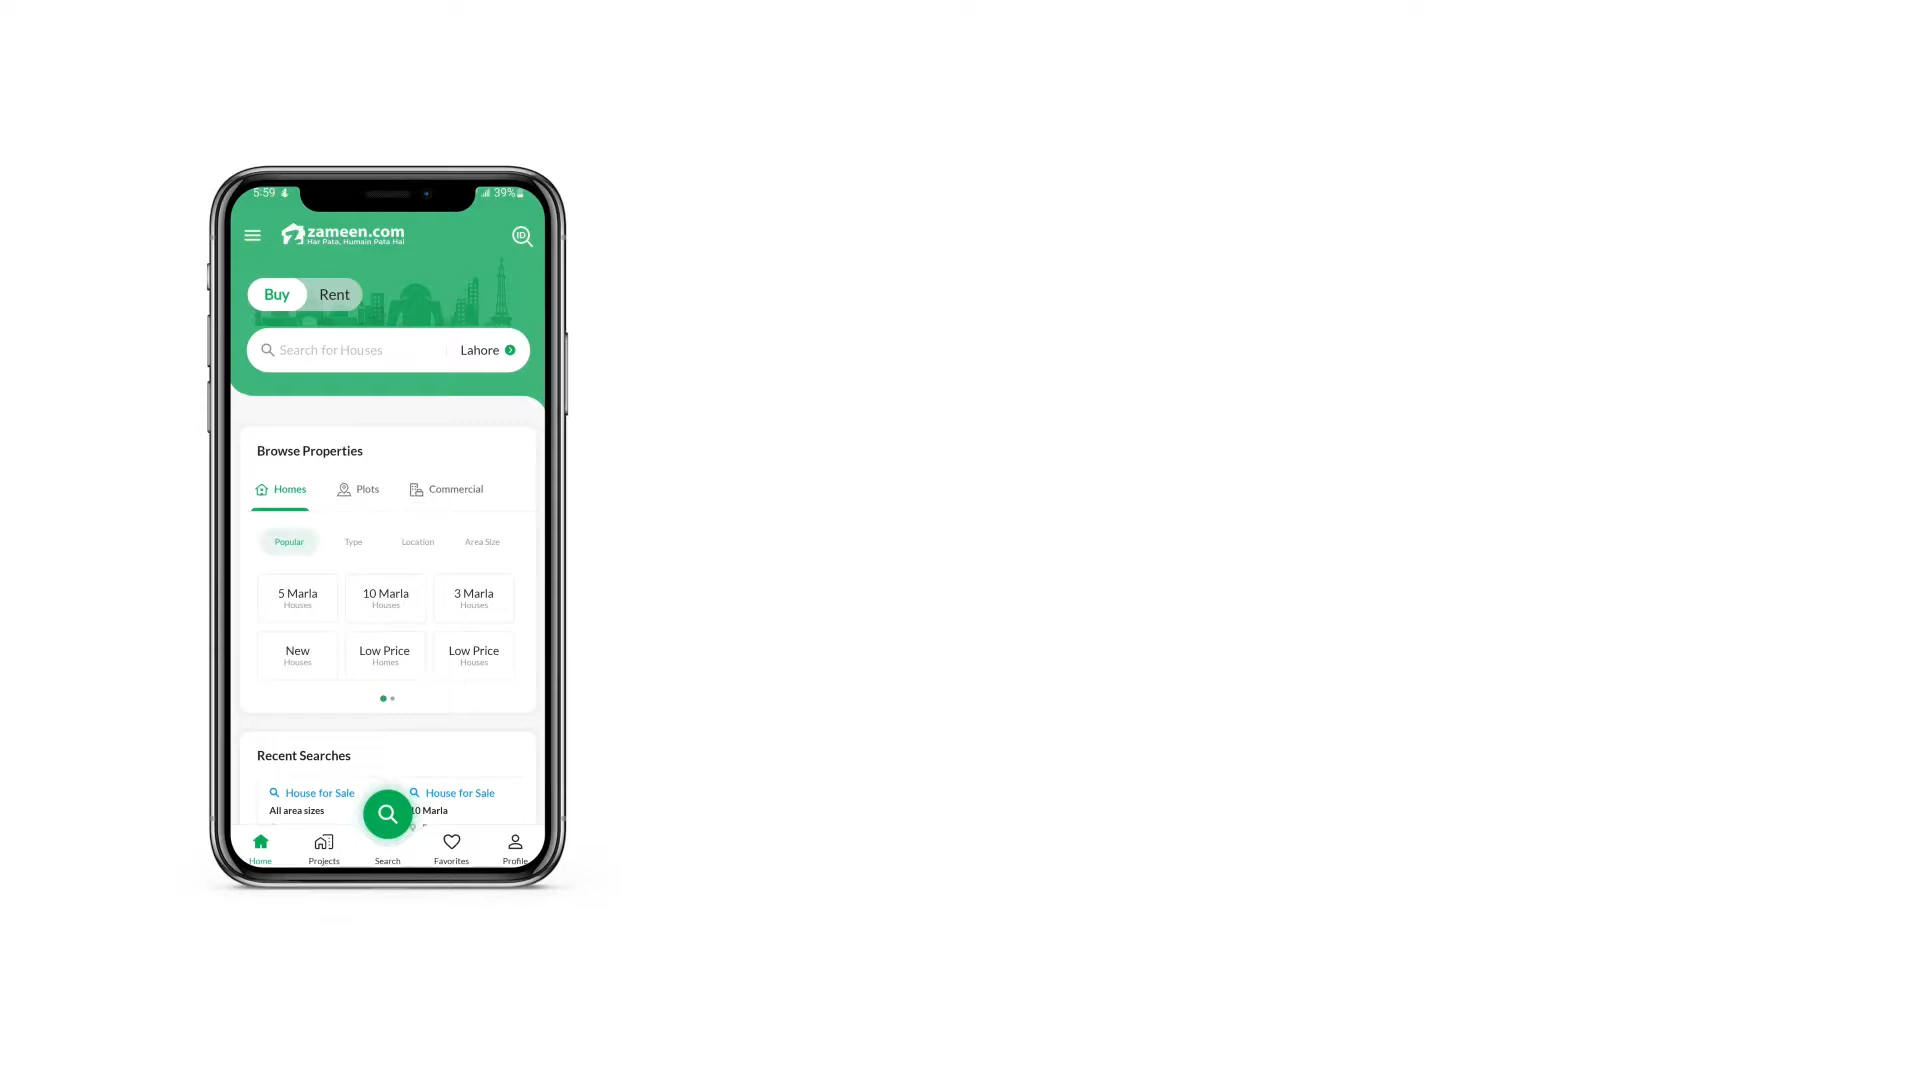 5:59
39%
zameen.com
Har Pata, Humain Pata Hai
ID
Buy Rent
Search for Houses Lahore
Browse Properties
Homes Plots Commercial
Popular Type Location Area Size
5 Marla 10 Marla 3 Marla
Houses Houses Houses
New Low Price Low Price
Houses Homes Houses
Recent Searches
House for Sale House for Sale
All area sizes 10 Marla
Home Projects Search Favorites Profile